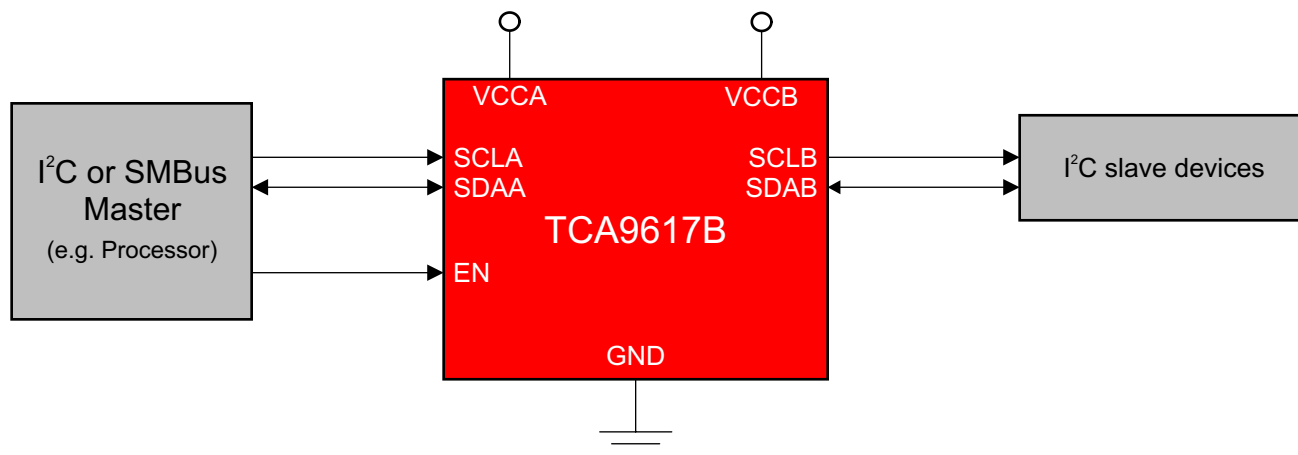 VCCA
VCCB
I²C or SMBus
Master
(e.g. Processor)
SCLA
SDAA
EN
TCA9617B
SCLB
SDAB
GND
I²C slave devices